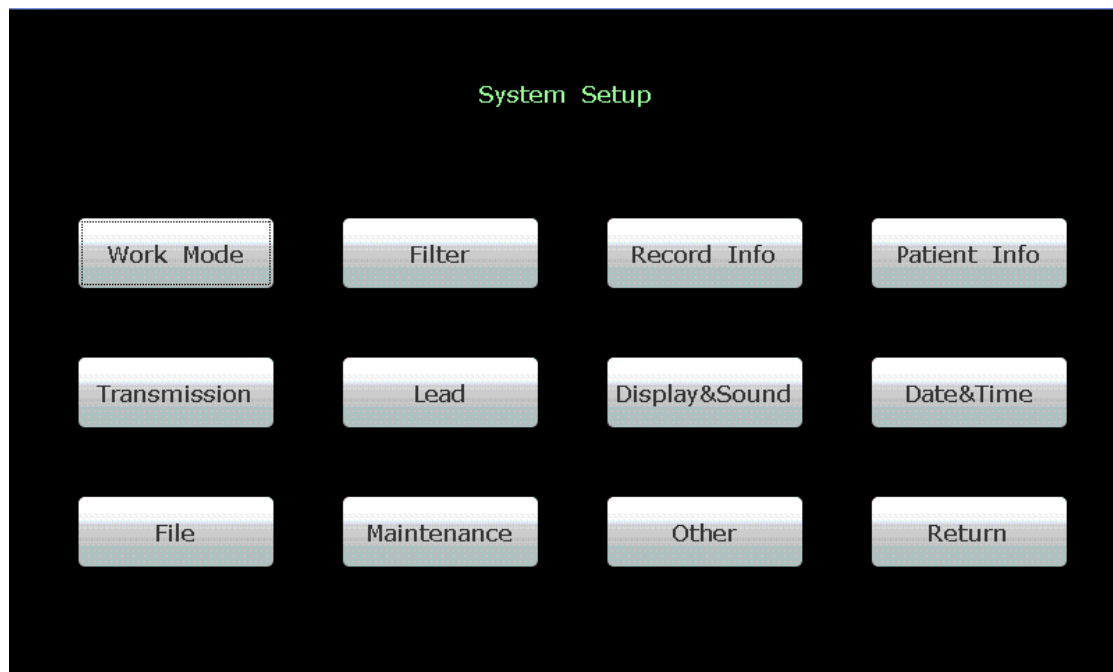 System Setup
Work Mode
Filter
Record Info
Patient Info
Transmission
Lead
Display&Sound
Date&Time
File
Maintenance
Other
Return